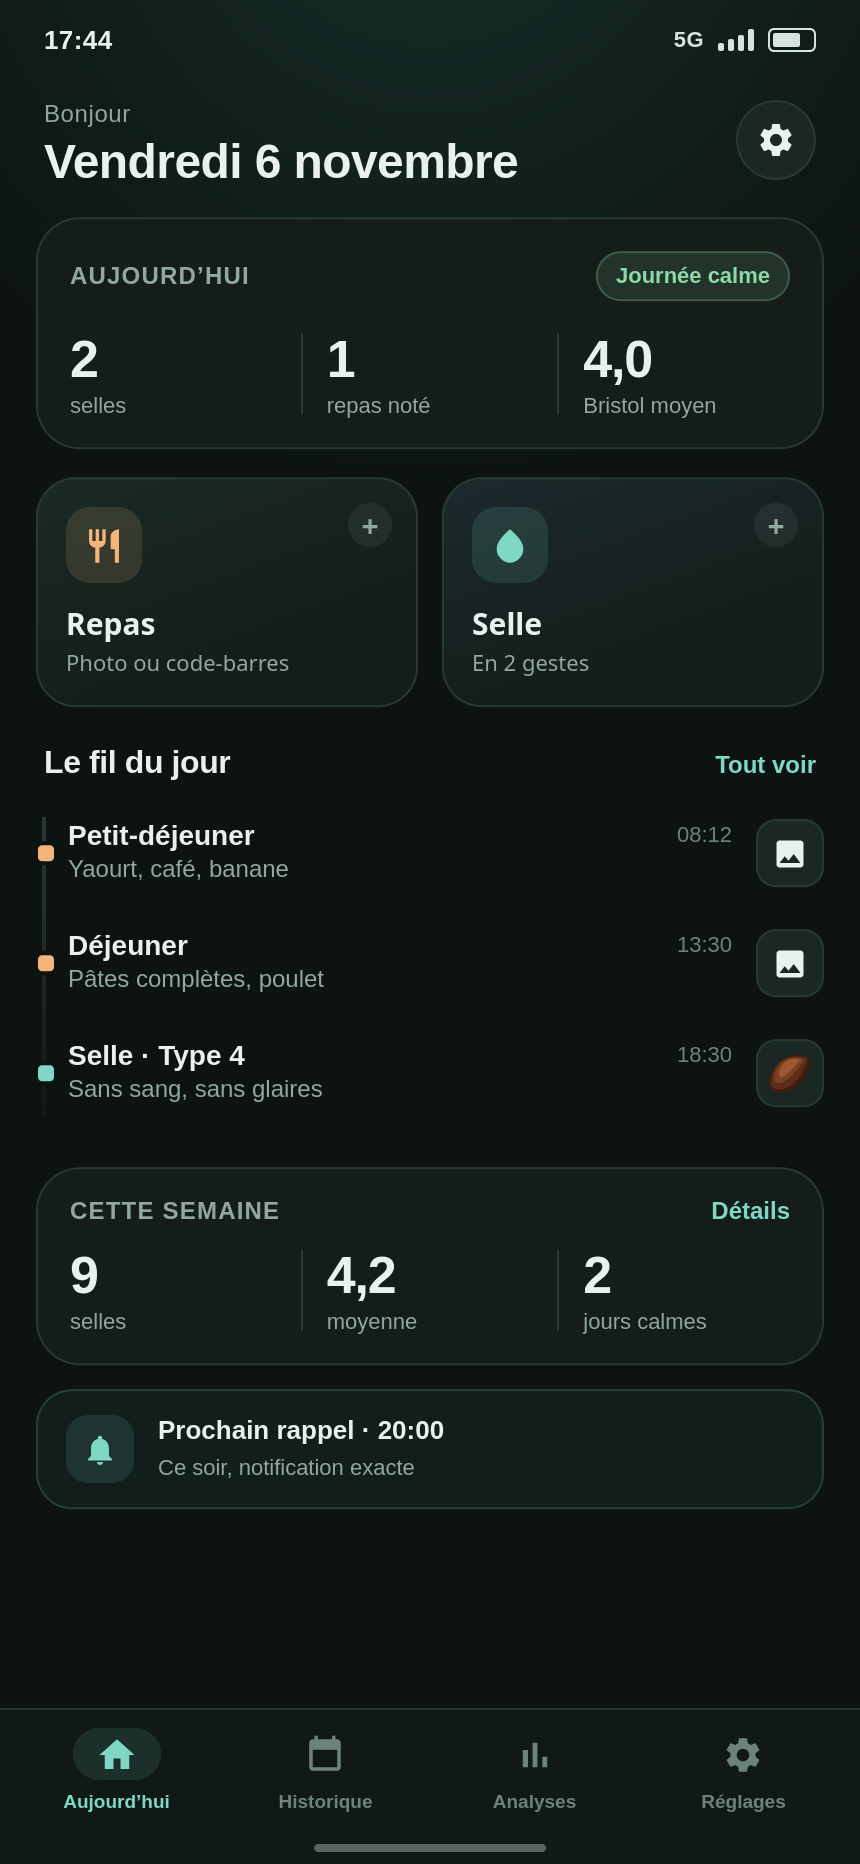 17:44
5G
Bonjour
Vendredi 6 novembre
AUJOURD’HUI
Journée calme
2
selles
1
repas noté
4,0
Bristol moyen
+
Repas
Photo ou code-barres
+
Selle
En 2 gestes
Le fil du jour
Tout voir
Petit-déjeuner
08:12
Yaourt, café, banane
Déjeuner
13:30
Pâtes complètes, poulet
Selle · Type 4
18:30
Sans sang, sans glaires
CETTE SEMAINE
Détails
9
selles
4,2
moyenne
2
jours calmes
Prochain rappel · 20:00
Ce soir, notification exacte
Aujourd’hui
Historique
Analyses
Réglages